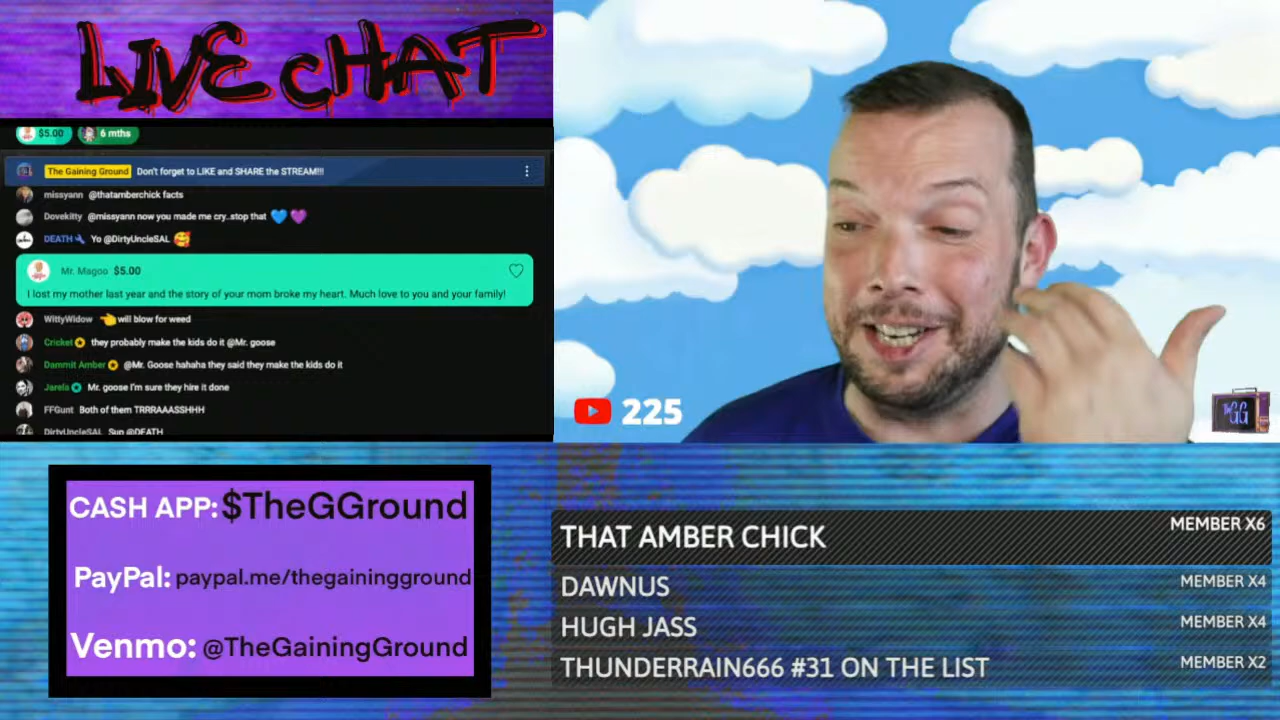 LIVE CHAT
$5.00 6 mths
The Gaining Ground Don't forget to LIKE and SHARE the STREAM!!!
missyann @thatamberchick facts
Dovekitty @missyann now you made me cry..stop that 💙 💜
DEATH 🔧 Yo @DirtyUncleSAL 🥰
Mr. Magoo $5.00
I lost my mother last year and the story of your mom broke my heart. Much love to you and your family!
WittyWidow 👈 will blow for weed
Cricket they probably make the kids do it @Mr. goose
Dammit Amber @Mr. Goose hahaha they said they make the kids do it
Jarela Mr. goose I'm sure they hire it done
FFGunt Both of them TRRRAAASSHHH
DirtyUncleSAL Sup @DEATH
225
THE GG
CASH APP: $TheGGround
PayPal: paypal.me/thegainingground
Venmo: @TheGainingGround
THAT AMBER CHICK MEMBER X6
DAWNUS MEMBER X4
HUGH JASS MEMBER X4
THUNDERRAIN666 #31 ON THE LIST MEMBER X2